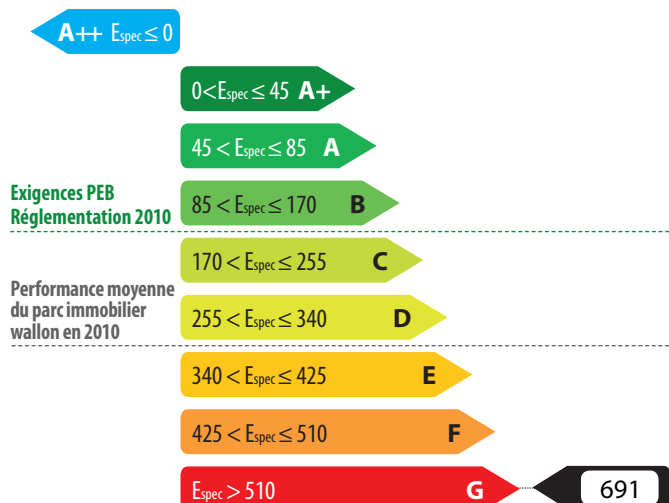 A++ Espec ≤ 0
0 < Espec ≤ 45 A+
45 < Espec ≤ 85 A
Exigences PEB
Réglementation 2010
85 < Espec ≤ 170 B
170 < Espec ≤ 255 C
Performance moyenne
du parc immobilier
wallon en 2010
255 < Espec ≤ 340 D
340 < Espec ≤ 425 E
425 < Espec ≤ 510 F
Espec > 510 G 691